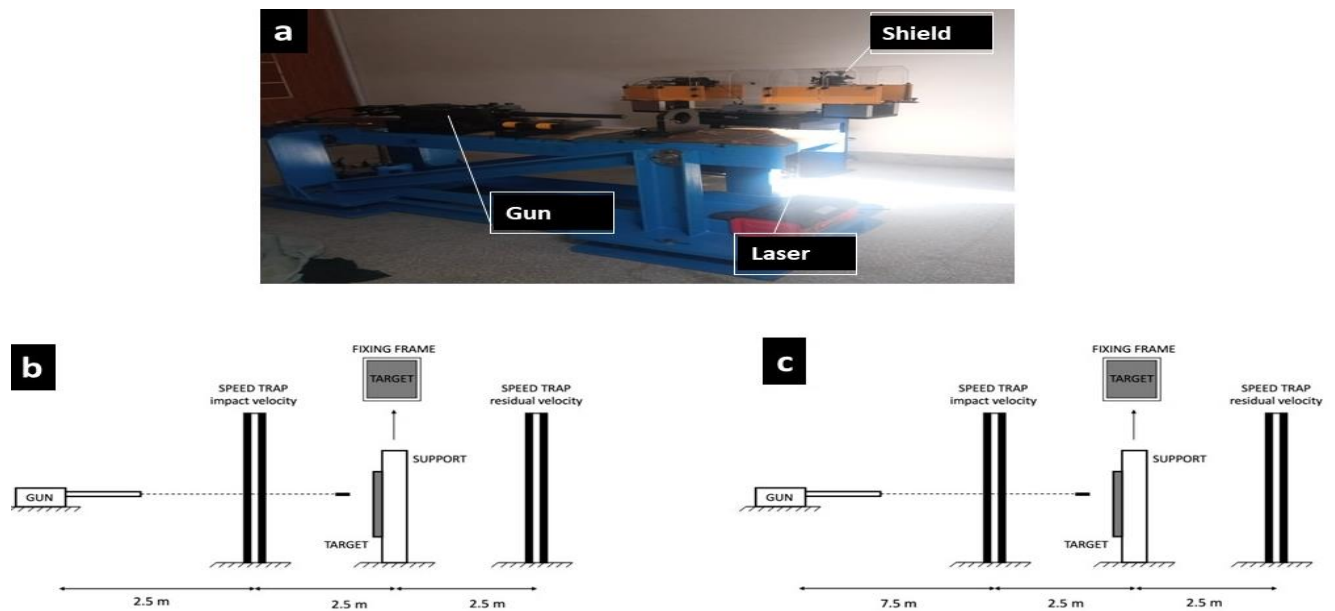 a
Shield
Gun
Laser
b
FIXING FRAME
TARGET
SPEED TRAP
impact velocity
SPEED TRAP
residual velocity
SUPPORT
GUN
TARGET
2.5 m
2.5 m
2.5 m
c
FIXING FRAME
TARGET
SPEED TRAP
impact velocity
SPEED TRAP
residual velocity
SUPPORT
GUN
TARGET
7.5 m
2.5 m
2.5 m